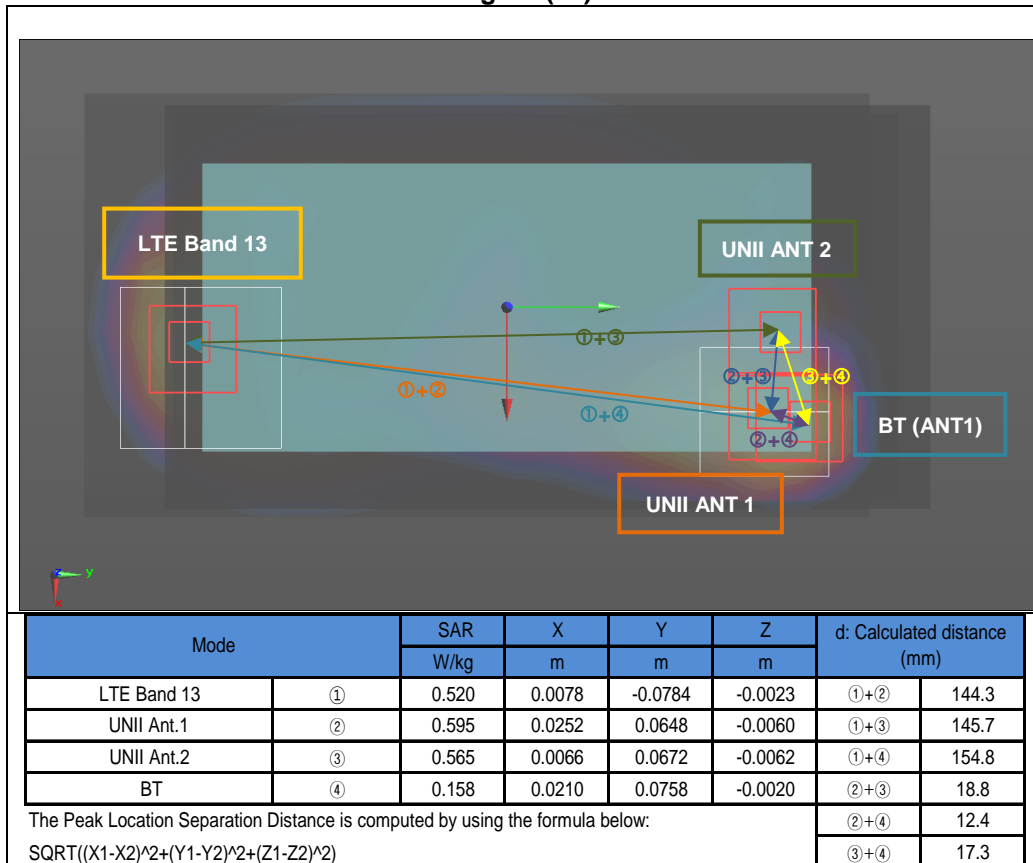 LTE Band 13
UNII ANT 2
①+③
②+③
③+④
①+②
①+④
BT (ANT1)
②+④
UNII ANT 1
z
y
x
Mode SAR X Y Z d: Calculated distance (mm)
W/kg m m m
LTE Band 13 ① 0.520 0.0078 -0.0784 -0.0023 ①+② 144.3
UNII Ant.1 ② 0.595 0.0252 0.0648 -0.0060 ①+③ 145.7
UNII Ant.2 ③ 0.565 0.0066 0.0672 -0.0062 ①+④ 154.8
BT ④ 0.158 0.0210 0.0758 -0.0020 ②+③ 18.8
The Peak Location Separation Distance is computed by using the formula below: ②+④ 12.4
SQRT((X1-X2)^2+(Y1-Y2)^2+(Z1-Z2)^2) ③+④ 17.3